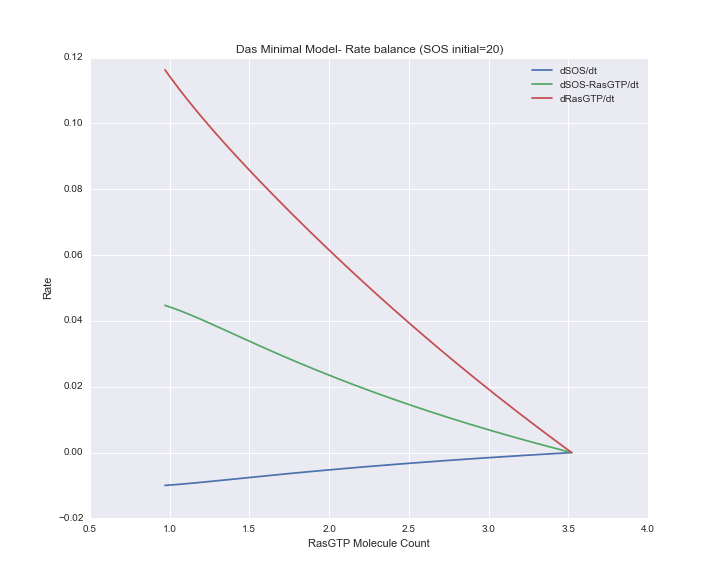 Das Minimal Model- Rate balance (SOS initial=20)
dSOS/dt
dSOS-RasGTP/dt
dRasGTP/dt
0.12
0.10
0.08
0.06
0.04
0.02
0.00
−0.02
Rate
0.5 1.0 1.5 2.0 2.5 3.0 3.5 4.0
RasGTP Molecule Count